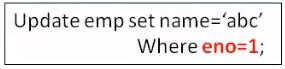 Update emp set name=‘abc’
Where eno=1;